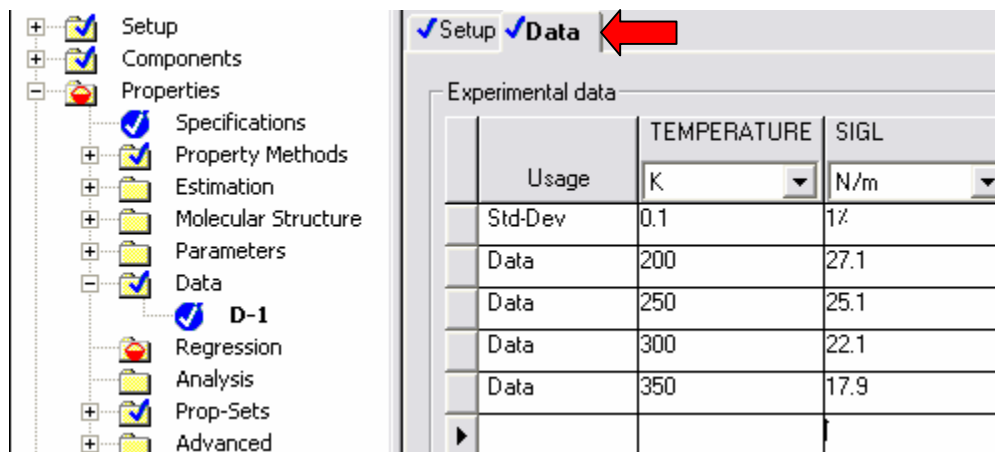 Setup
Components
Properties
Specifications
Property Methods
Estimation
Molecular Structure
Parameters
Data
D-1
Regression
Analysis
Prop-Sets
Advanced
Setup Data
Experimental data
TEMPERATURE SIGL
Usage K N/m
Std-Dev 0.1 1%
Data 200 27.1
Data 250 25.1
Data 300 22.1
Data 350 17.9